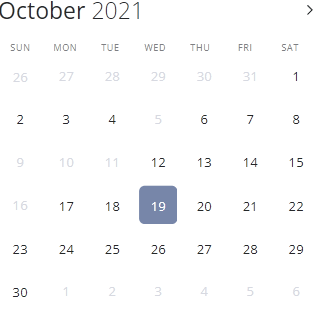 October 2021
SUN MON TUE WED THU FRI SAT
26 27 28 29 30 31 1
2 3 4 5 6 7 8
9 10 11 12 13 14 15
16 17 18 19 20 21 22
23 24 25 26 27 28 29
30 1 2 3 4 5 6